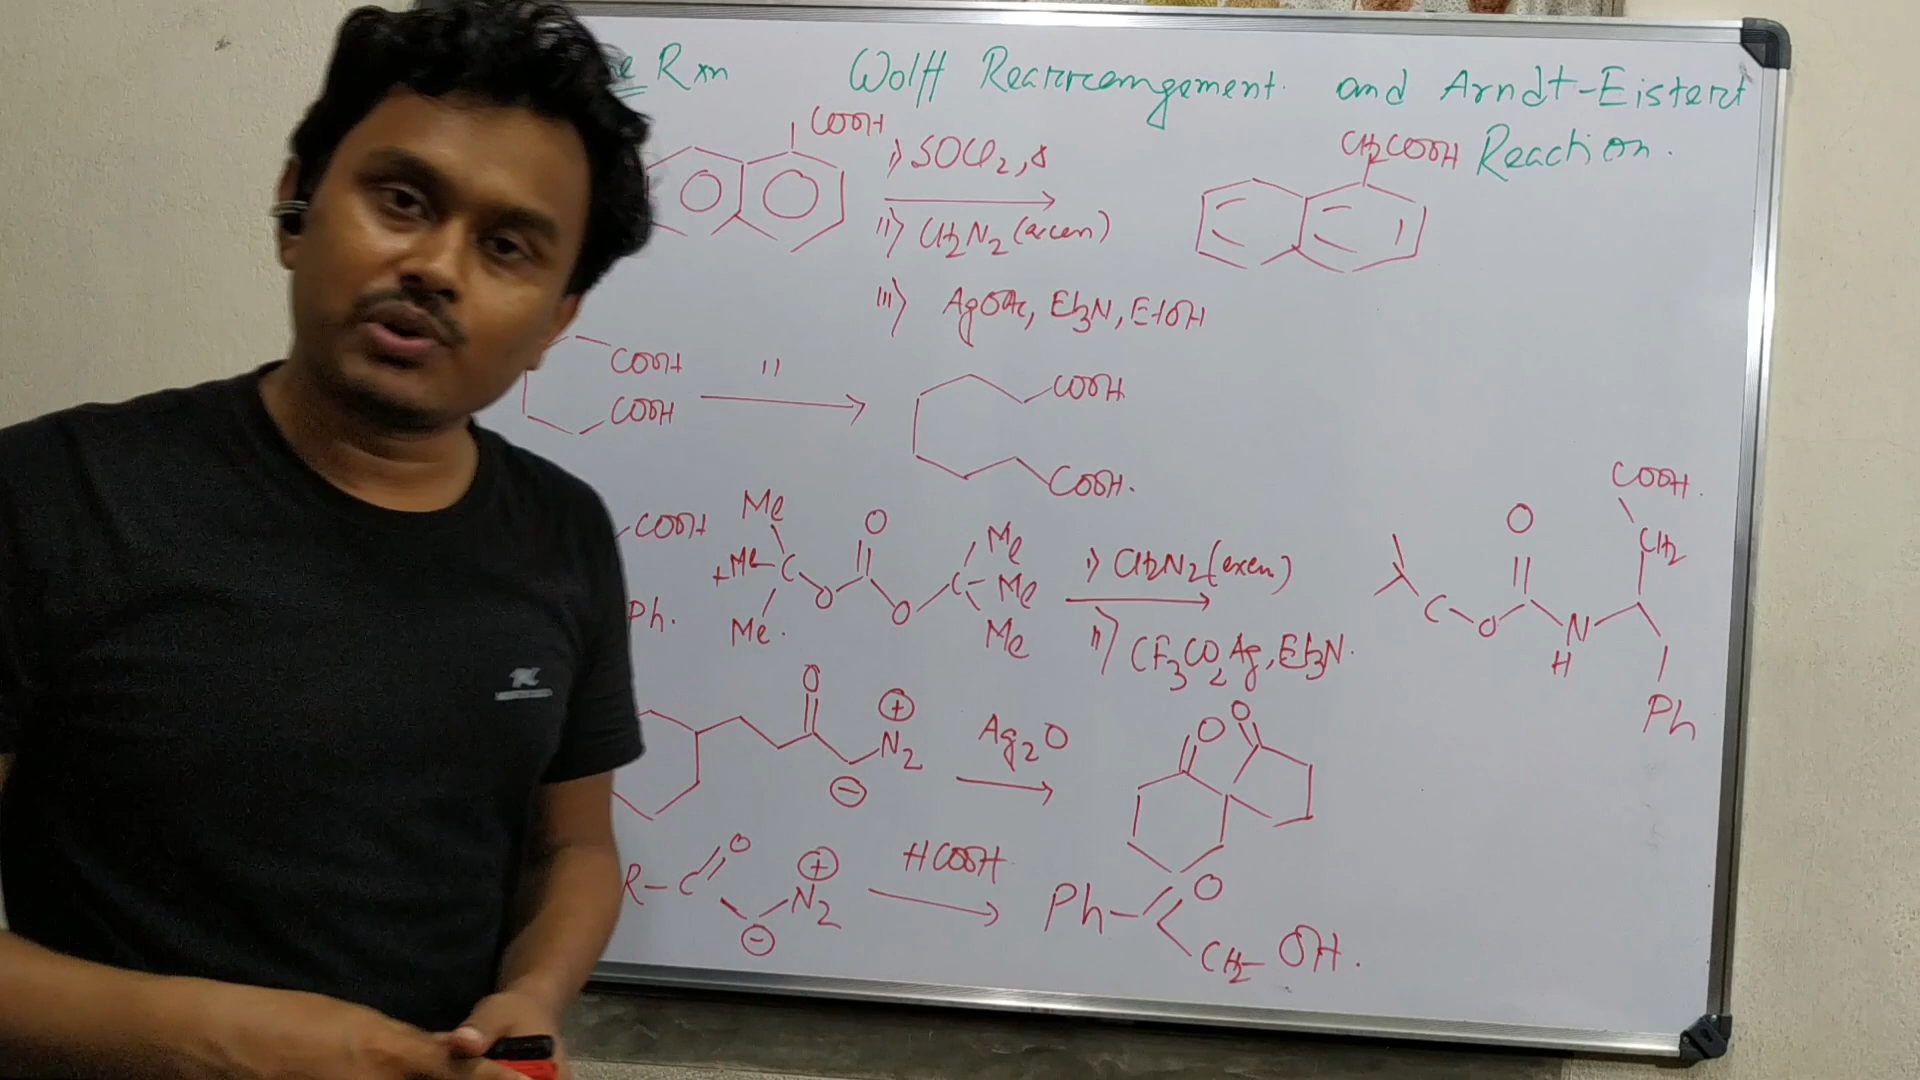 Rxn Wolff Rearrangement and Arndt-Eistert
Reaction.
COOH
i) SOCl2,
ii) CH2N2 (excess)
iii) AgOAc, Et3N, EtOH
CH2COOH
COOH
COOH
11
COOH
COOH.
COOH
Ph.
+
Me
Me-C
Me.
O
O
O
C
Me
Me
Me
i) CH2N2 (excess)
ii) CF3CO2Ag, Et3N.
C
O
O
N
H
COOH.
CH2
Ph
O
⊕
N2
⊖
Ag2O
O
O
R-C
O
⊕
N2
⊖
HCOOH
Ph
O
CH2-OH.